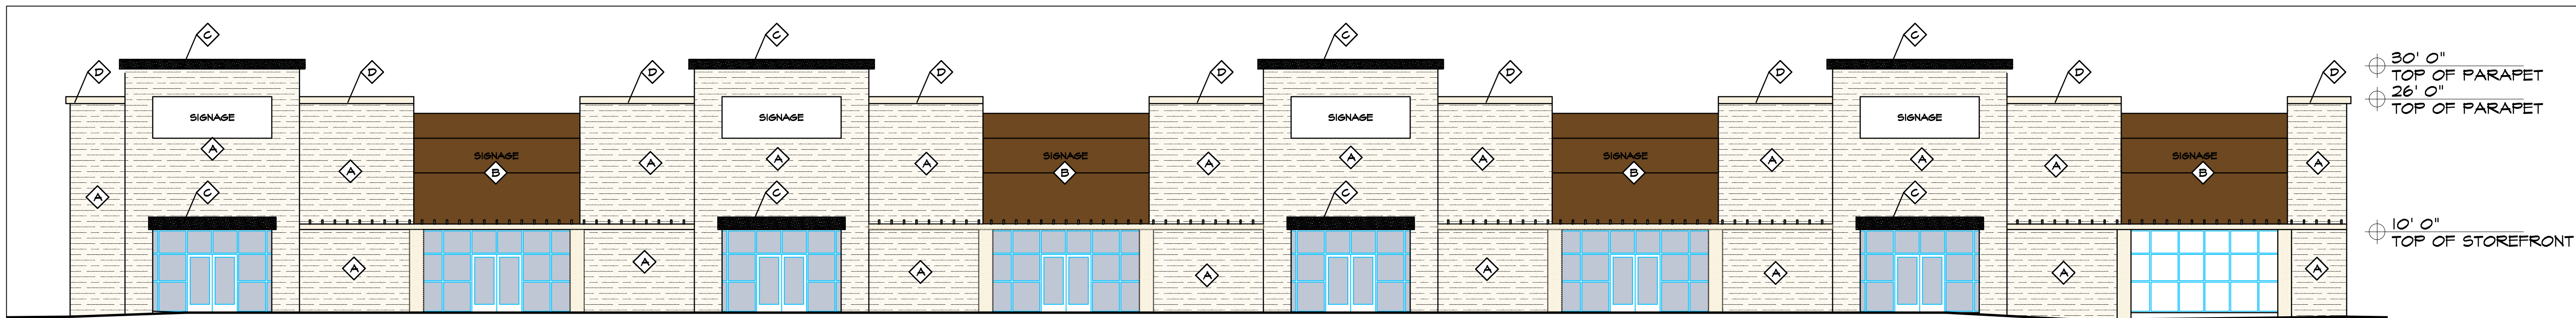 C C C C
D D D D D D D D D
30' 0"
TOP OF PARAPET
26' 0"
TOP OF PARAPET
SIGNAGE SIGNAGE SIGNAGE SIGNAGE
A A A A
SIGNAGE SIGNAGE SIGNAGE SIGNAGE
A A A A A A A A
B B B B
A
C C C C
10' 0"
TOP OF STOREFRONT
A A A A A A A A